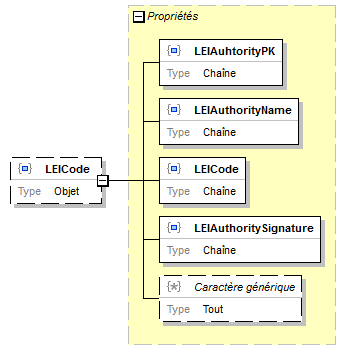 Propriétés
LEIAuhtorityPK
Type Chaîne
LEIAuthorityName
Type Chaîne
LEICode
Type Objet
LEICode
Type Chaîne
LEIAuthoritySignature
Type Chaîne
Caractère générique
Type Tout